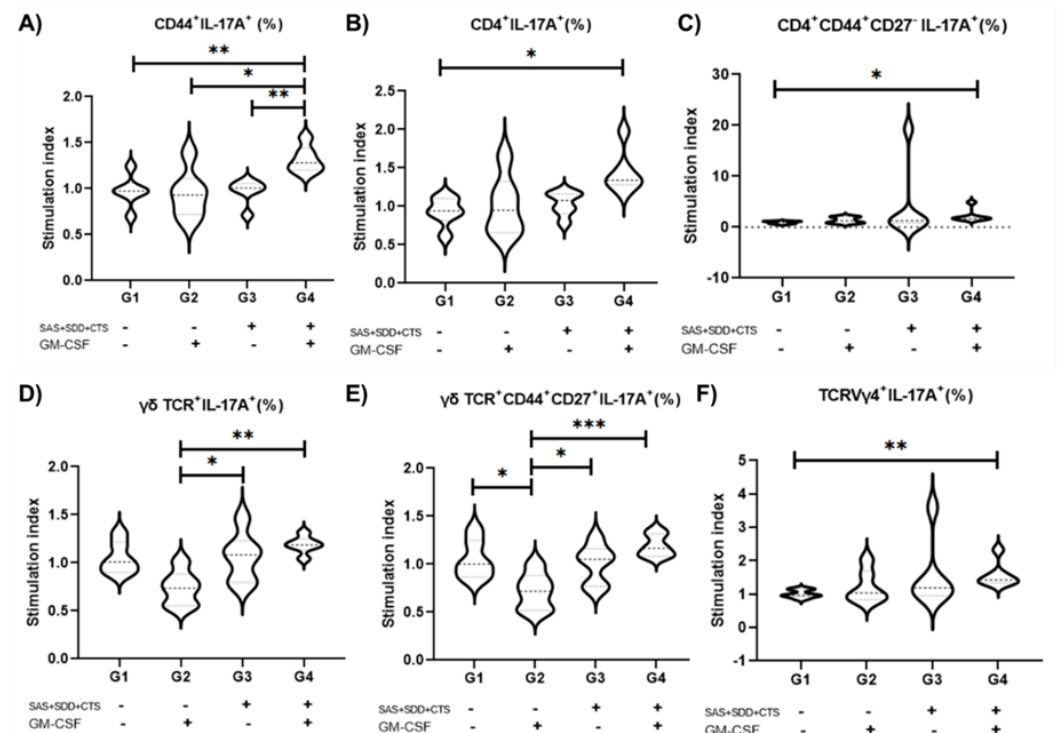 A)
CD44⁺IL-17A⁺(%)
**
*
**
Stimulation index
2.0
1.5
1.0
0.5
0.0
G1 G2 G3 G4
SAS+SDD+CTS - - + +
GM-CSF - + - +
B)
CD4⁺IL-17A⁺(%)
*
Stimulation index
2.5
2.0
1.5
1.0
0.5
0.0
G1 G2 G3 G4
SAS+SDD+CTS - - + +
GM-CSF - + - +
C)
CD4⁺CD44⁺CD27⁻ IL-17A⁺(%)
*
Stimulation index
30
20
10
0
-10
G1 G2 G3 G4
SAS+SDD+CTS - - + +
GM-CSF - + - +
D)
γδ TCR⁺IL-17A⁺(%)
**
*
Stimulation index
2.0
1.5
1.0
0.5
0.0
G1 G2 G3 G4
SAS+SDD+CTS - - + +
GM-CSF - + - +
E)
γδ TCR⁺CD44⁺CD27⁺IL-17A⁺(%)
***
*
*
Stimulation index
2.0
1.5
1.0
0.5
0.0
G1 G2 G3 G4
SAS+SDD+CTS - - + +
GM-CSF - + - +
F)
TCRVγ4⁺IL-17A⁺(%)
**
Stimulation index
5
4
3
2
1
0
-1
G1 G2 G3 G4
SAS+SDD+CTS - - + +
GM-CSF - + - +